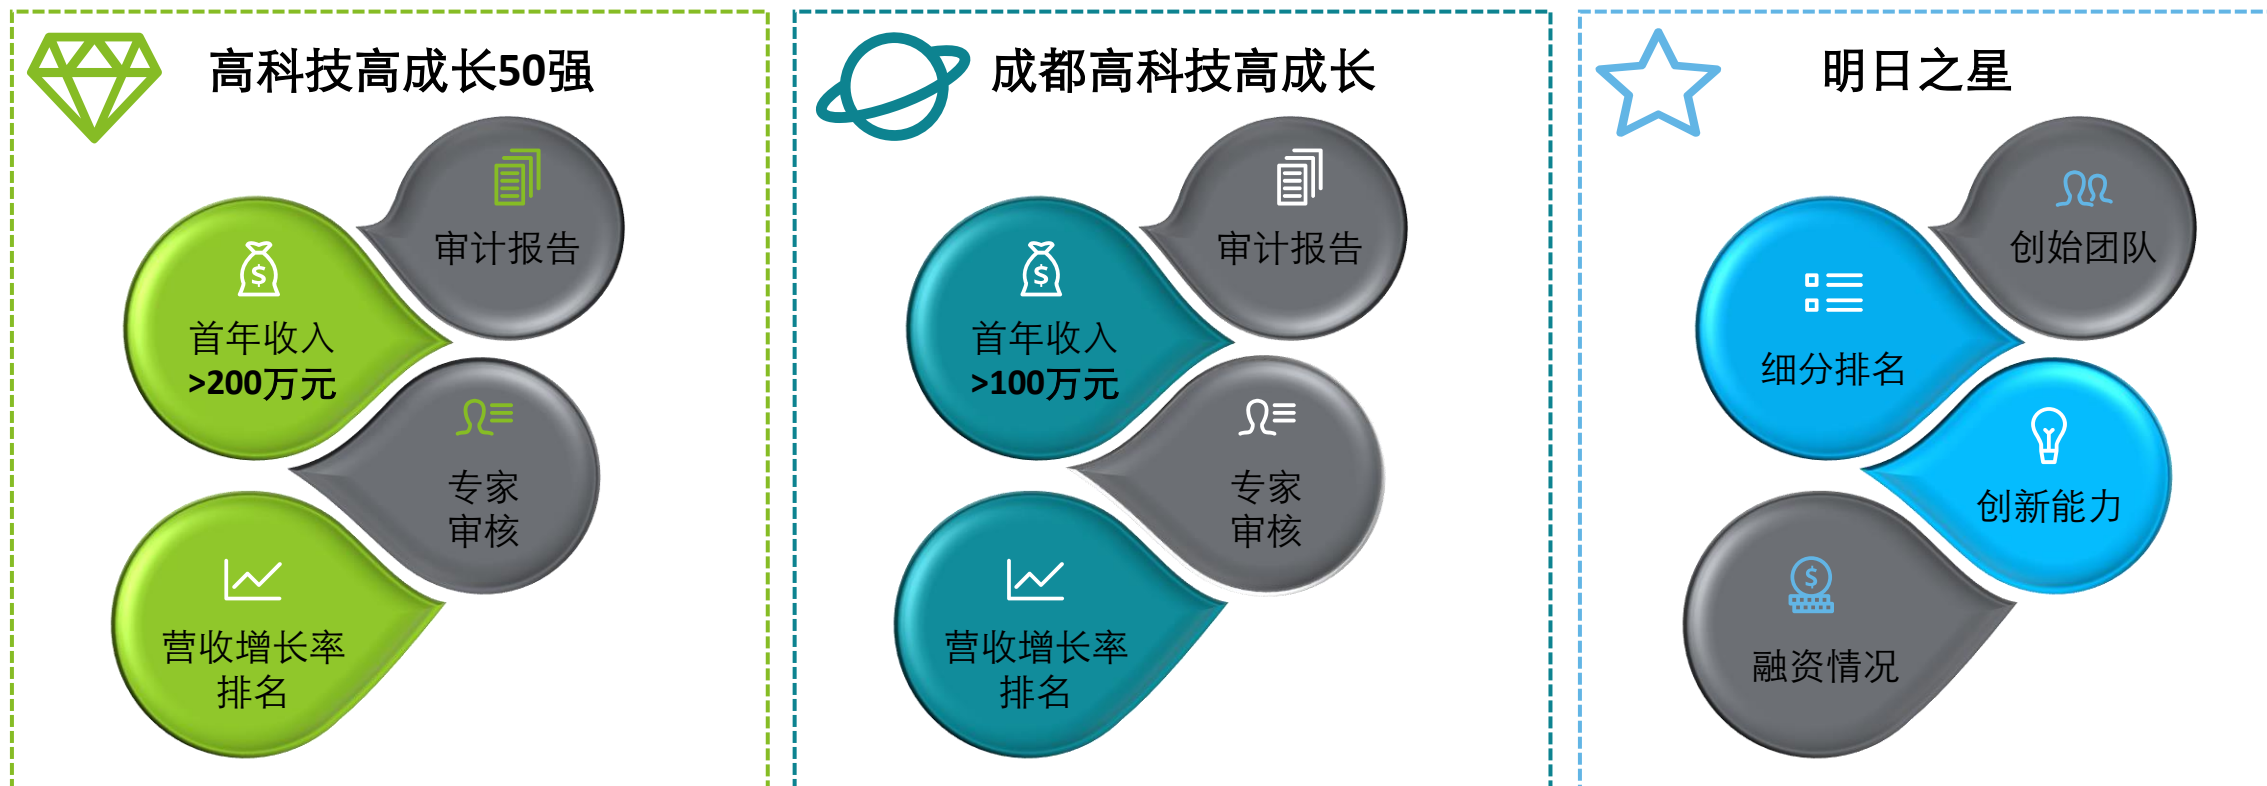 高科技高成长50强
审计报告
首年收入
>200万元
专家
审核
营收增长率
排名
成都高科技高成长
审计报告
首年收入
>100万元
专家
审核
营收增长率
排名
明日之星
创始团队
细分排名
创新能力
融资情况